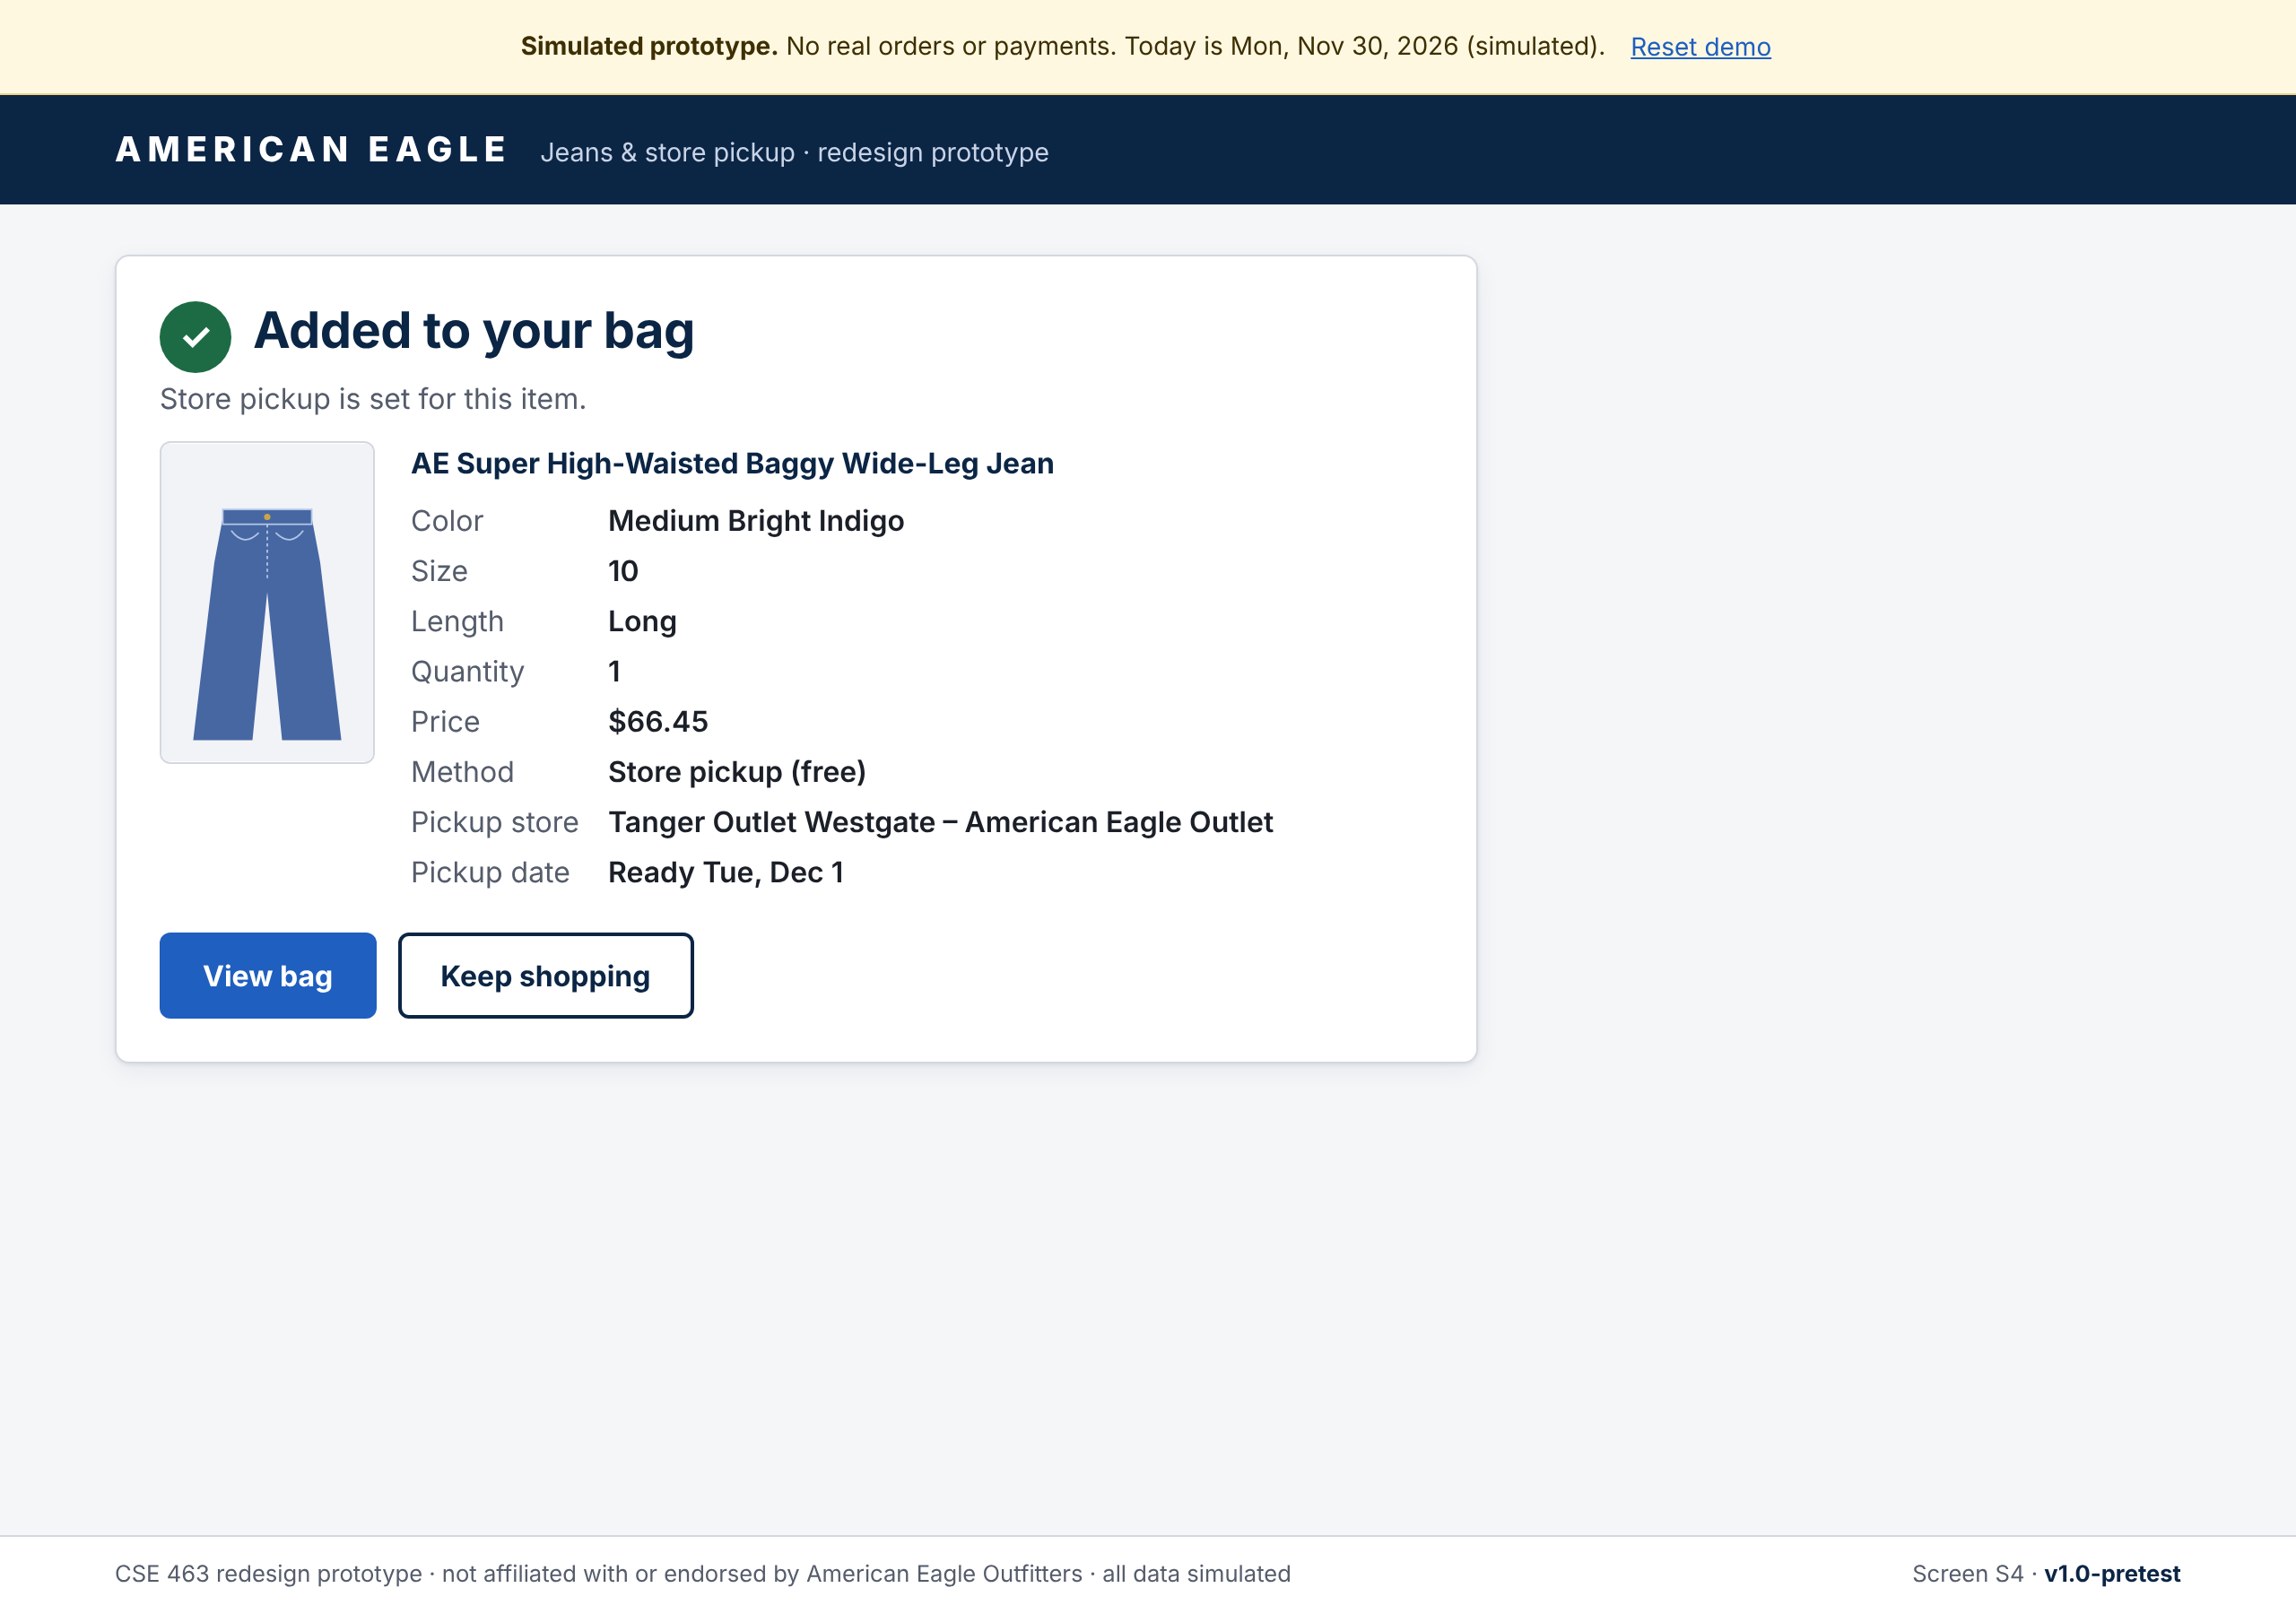 Simulated prototype. No real orders or payments. Today is Mon, Nov 30, 2026 (simulated). Reset demo
AMERICAN EAGLE Jeans & store pickup · redesign prototype
Added to your bag
Store pickup is set for this item.
AE Super High-Waisted Baggy Wide-Leg Jean
Color Medium Bright Indigo
Size 10
Length Long
Quantity 1
Price $66.45
Method Store pickup (free)
Pickup store Tanger Outlet Westgate – American Eagle Outlet
Pickup date Ready Tue, Dec 1
View bag Keep shopping
CSE 463 redesign prototype · not affiliated with or endorsed by American Eagle Outfitters · all data simulated Screen S4 · v1.0-pretest